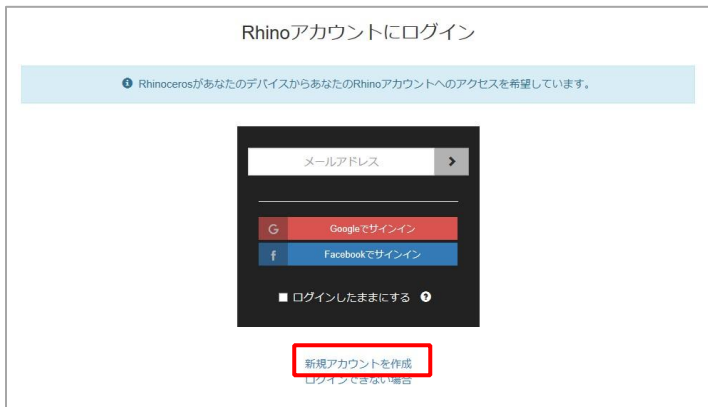 Rhinoアカウントにログイン
RhinocerosがあなたのデバイスからあなたのRhinoアカウントへのアクセスを希望しています。
メールアドレス
G Googleでサインイン
f Facebookでサインイン
ログインしたままにする
新規アカウントを作成
ログインできない場合